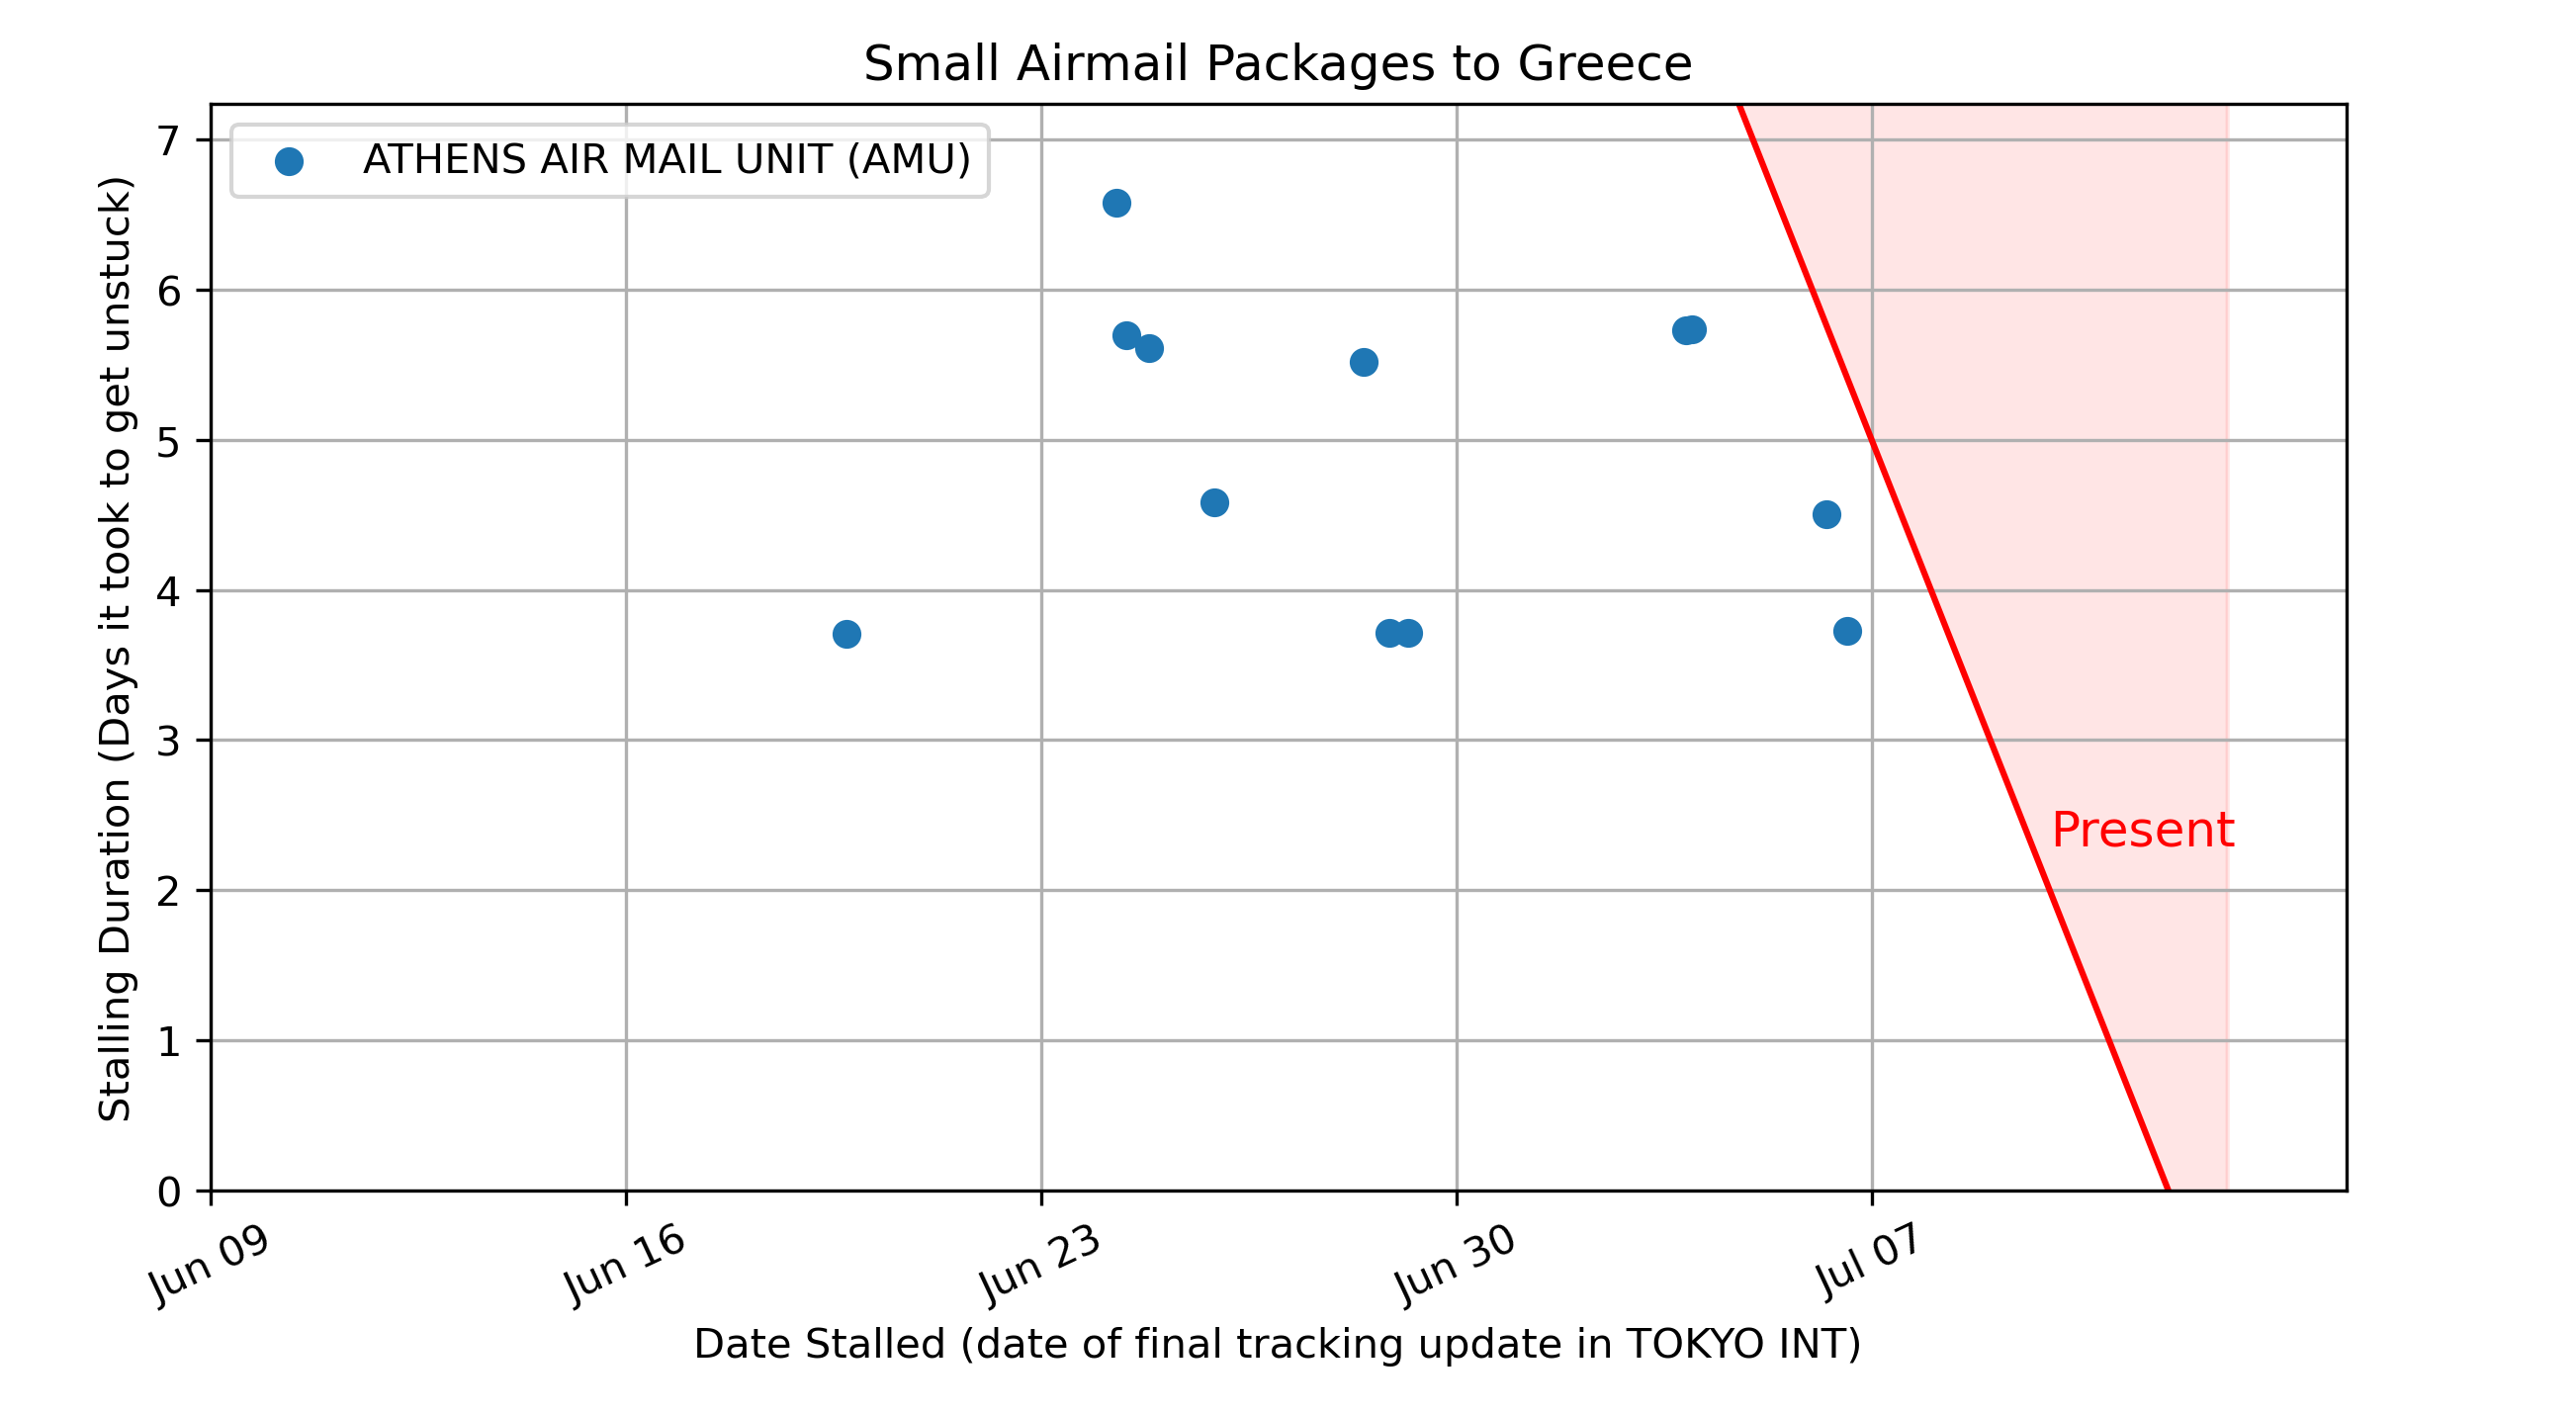 Small Airmail Packages to Greece
ATHENS AIR MAIL UNIT (AMU)
Stalling Duration (Days it took to get unstuck)
7
6
5
4
3
2
1
0
Present
Jun 09
Jun 16
Jun 23
Jun 30
Jul 07
Date Stalled (date of final tracking update in TOKYO INT)